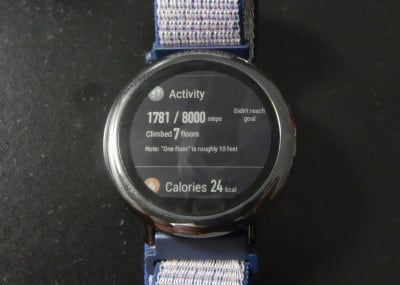 Activity
1781 / 8000 steps
Didn't reach
goal
Climbed 7 floors
Note: "One floor" is roughly 10 feet
Calories 24 kcal